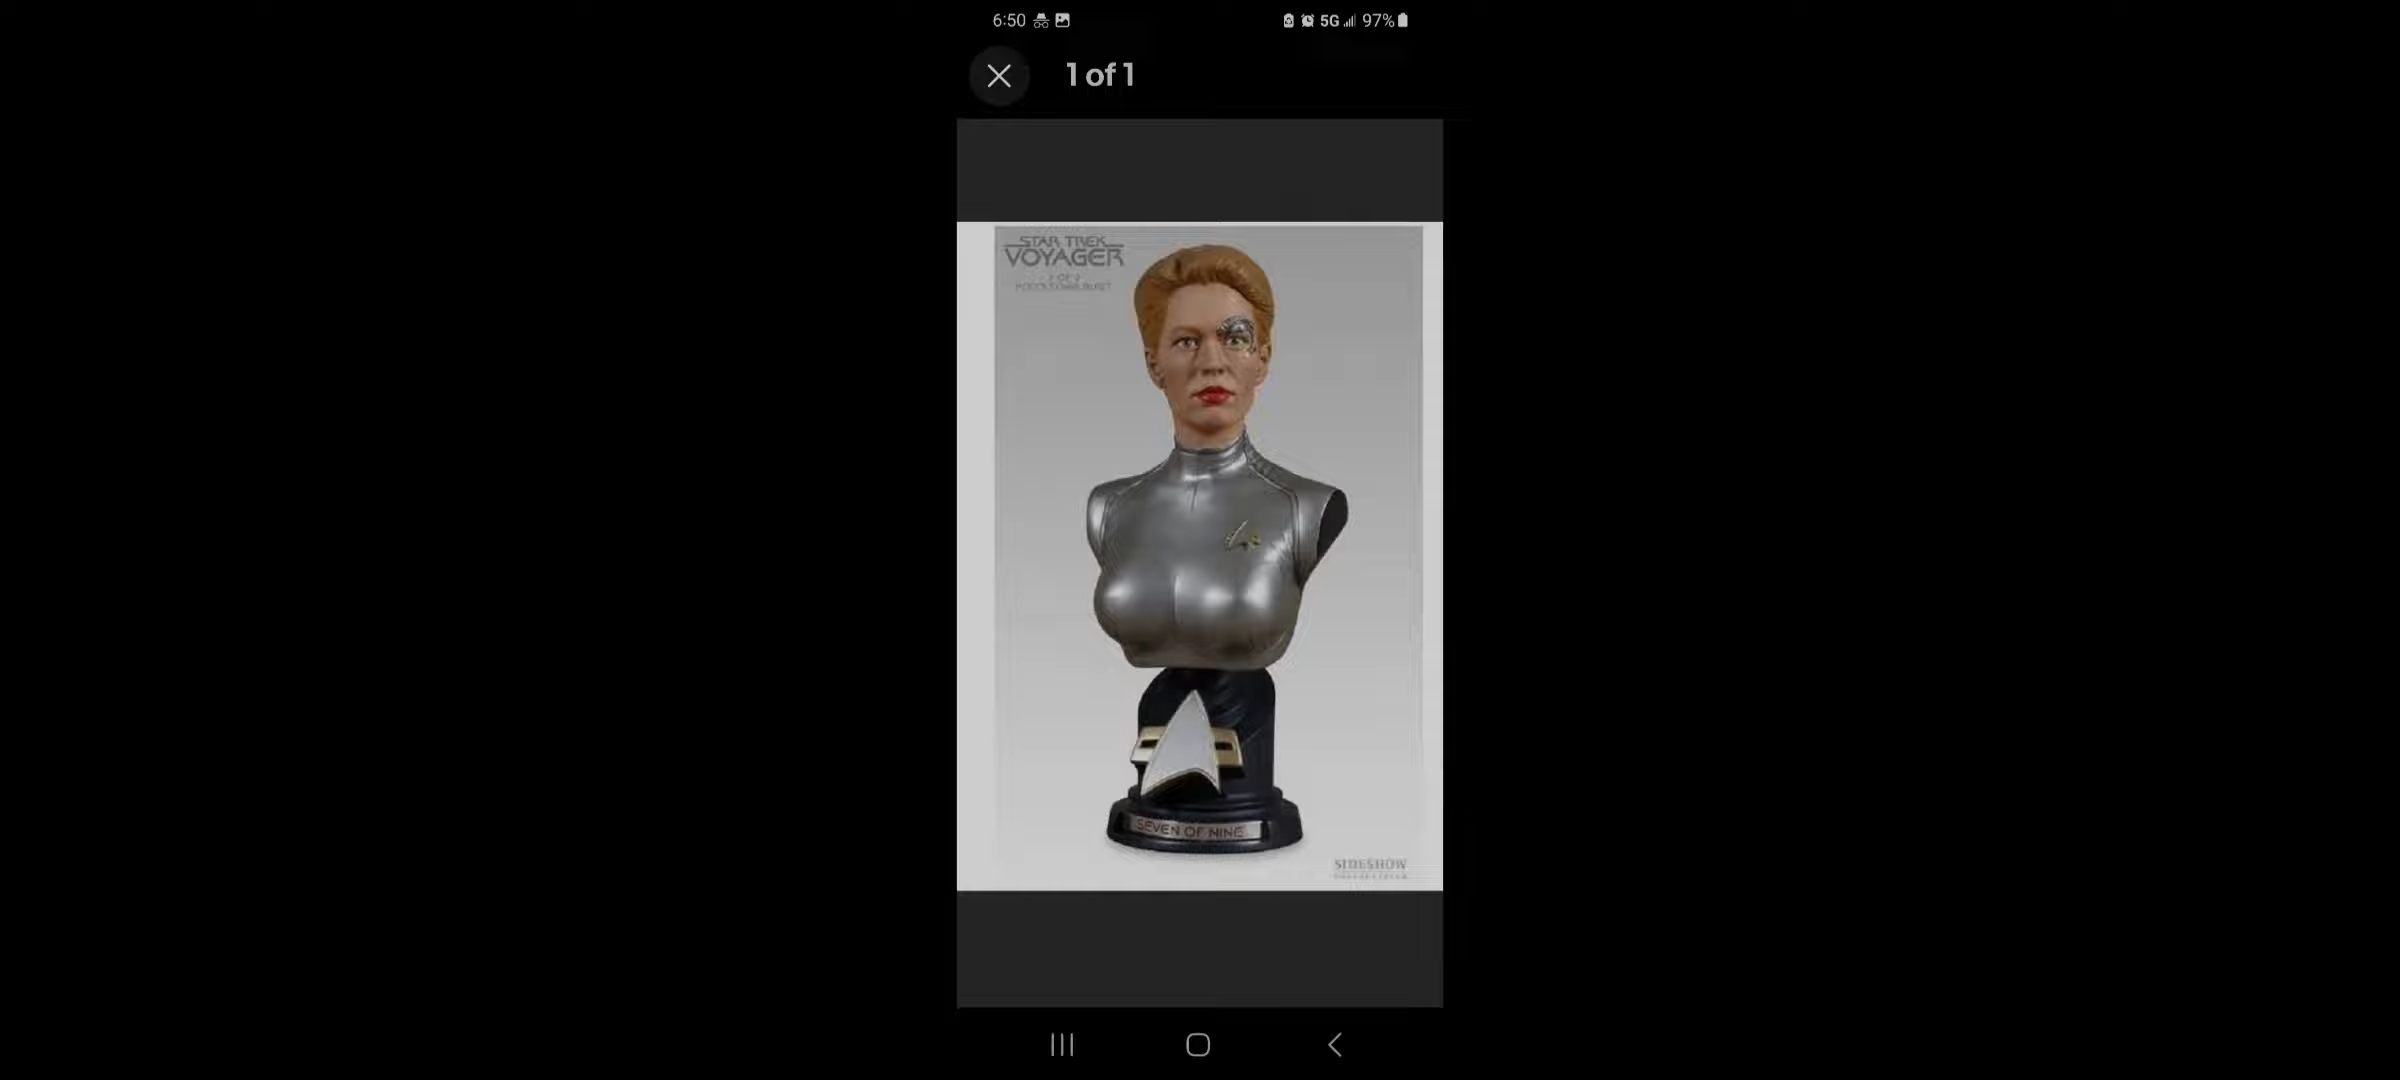 6:50
5G 97%
1 of 1
STAR TREK
VOYAGER
SEVEN OF NINE
SIDESHOW